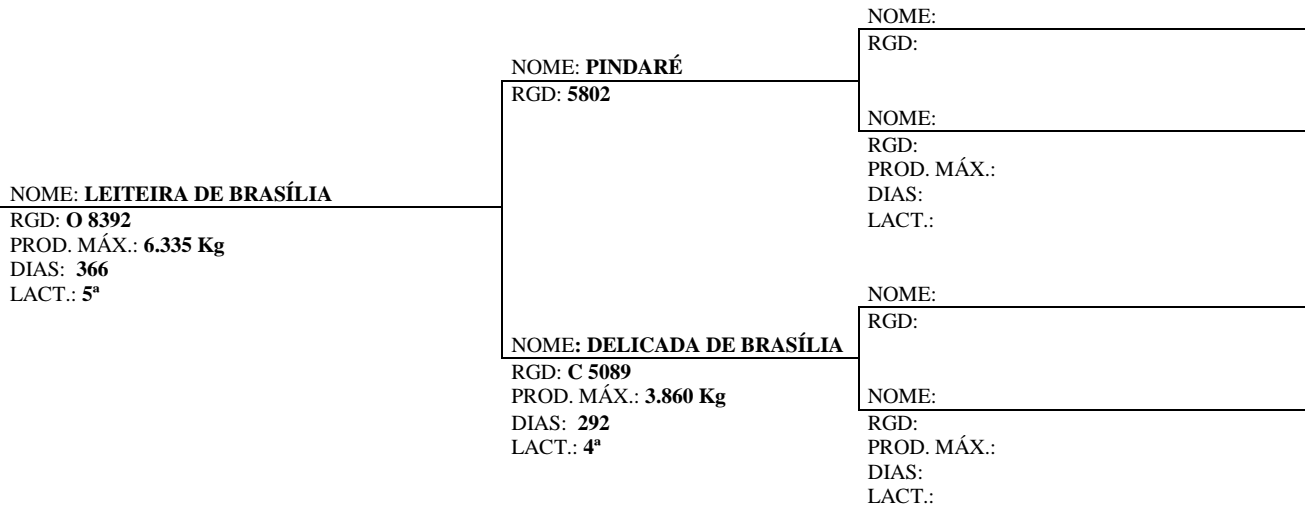 NOME: LEITEIRA DE BRASÍLIA
RGD: O 8392
PROD. MÁX.: 6.335 Kg
DIAS: 366
LACT.: 5ª
NOME: PINDARÉ
RGD: 5802
NOME: DELICADA DE BRASÍLIA
RGD: C 5089
PROD. MÁX.: 3.860 Kg
DIAS: 292
LACT.: 4ª
NOME:
RGD:
NOME:
RGD:
PROD. MÁX.:
DIAS:
LACT.:
NOME:
RGD:
NOME:
RGD:
PROD. MÁX.:
DIAS:
LACT.: